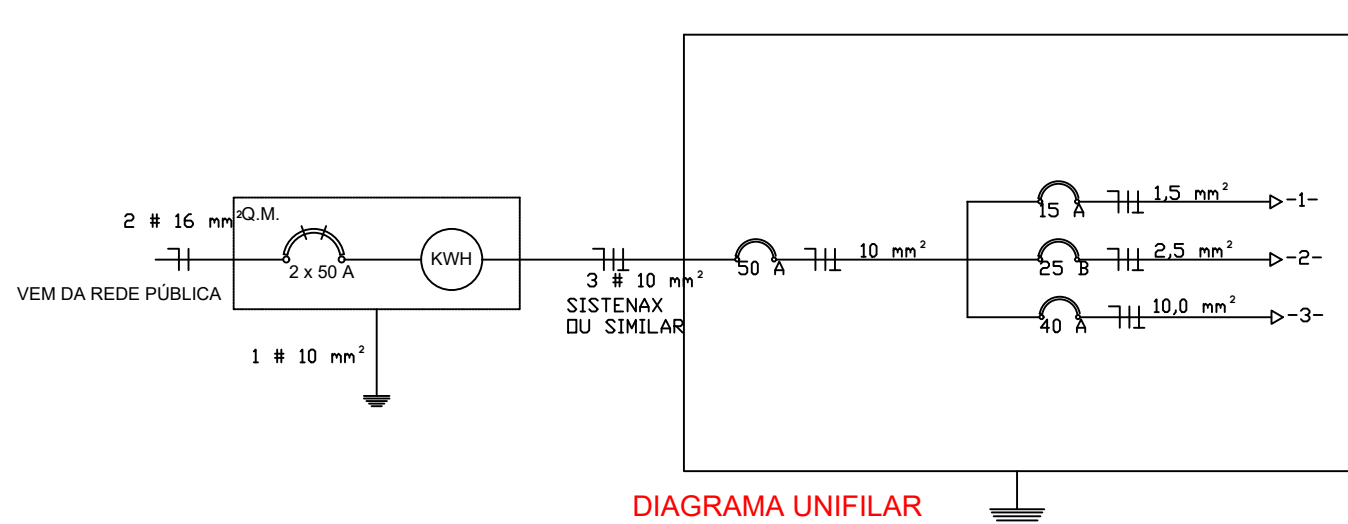 2 # 16 mm²
Q.M.
2 x 50 A
KWH
VEM DA REDE PÚBLICA
1 # 10 mm²
3 # 10 mm²
SISTENAX
OU SIMILAR
50 A
10 mm²
15 A
1,5 mm²
-1-
25 B
2,5 mm²
-2-
40 A
10,0 mm²
-3-
DIAGRAMA UNIFILAR